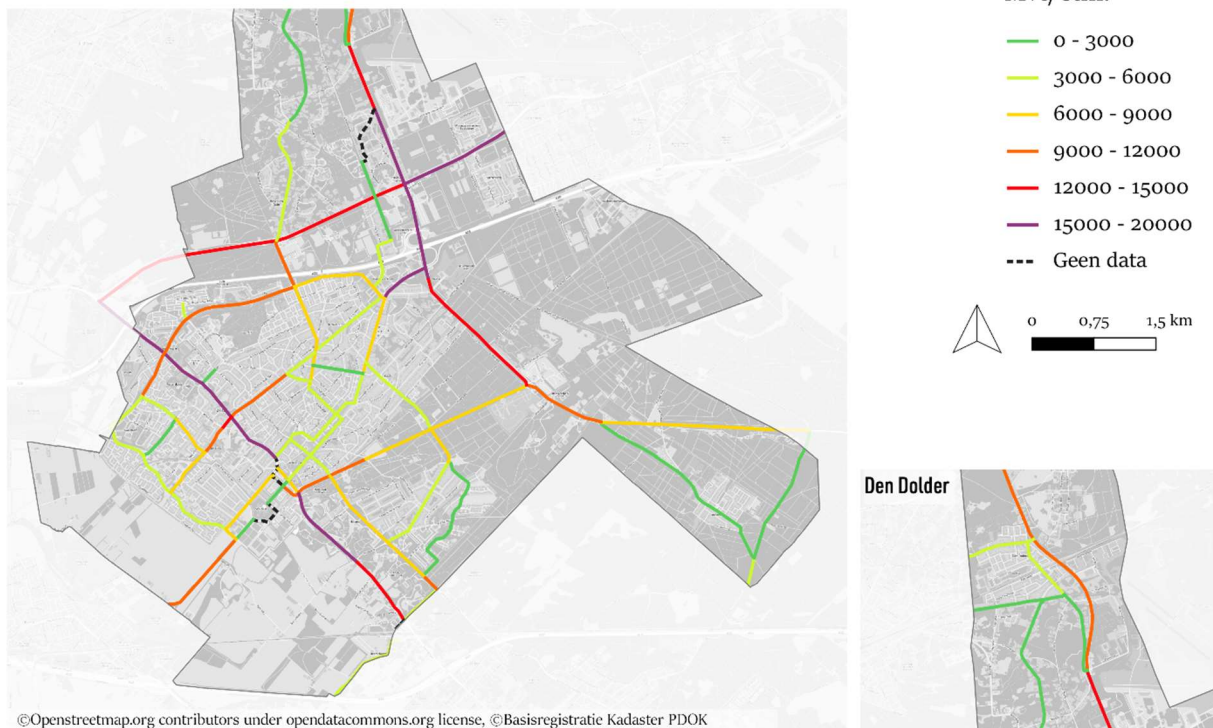 0 - 3000
3000 - 6000
6000 - 9000
9000 - 12000
12000 - 15000
15000 - 20000
Geen data
0 0,75 1,5 km
Den Dolder
©Openstreetmap.org contributors under opendatacommons.org license, ©Basisregistratie Kadaster PDOK